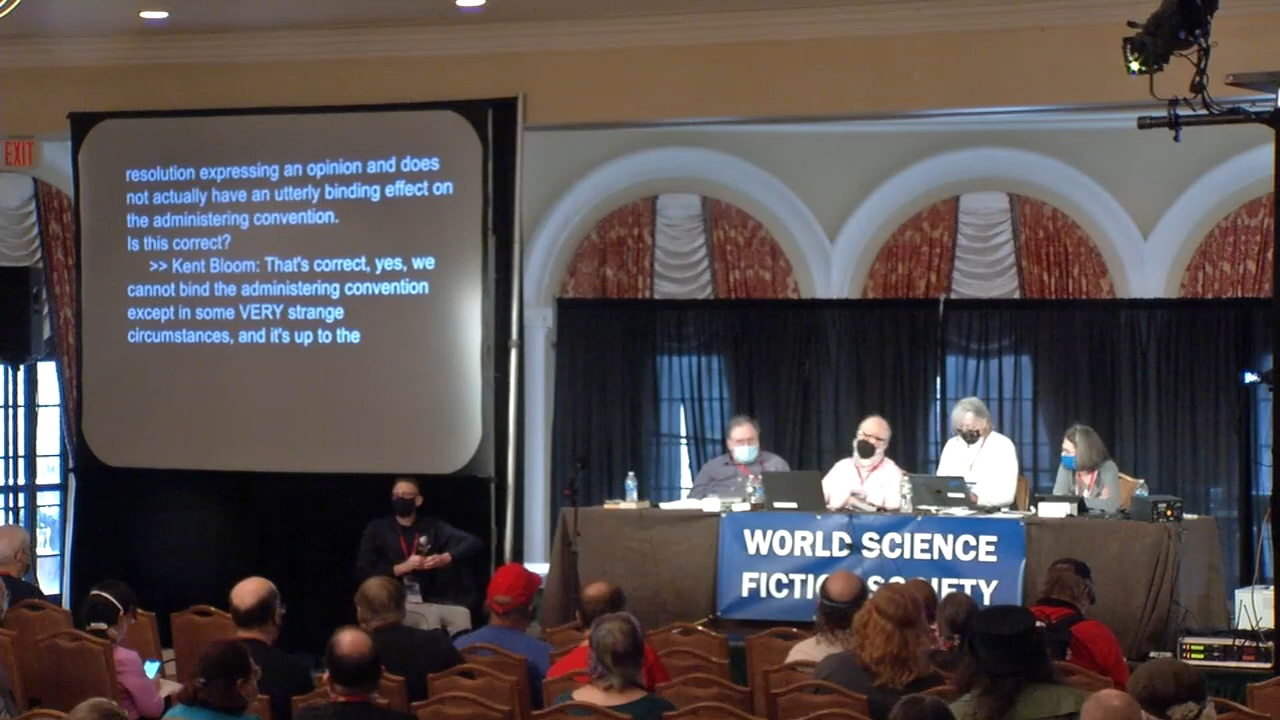 EXIT
resolution expressing an opinion and does
not actually have an utterly binding effect on
the administering convention.
Is this correct?
>> Kent Bloom: That's correct, yes, we
cannot bind the administering convention
except in some VERY strange
circumstances, and it's up to the
WORLD SCIENCE
FICTION SOCIETY